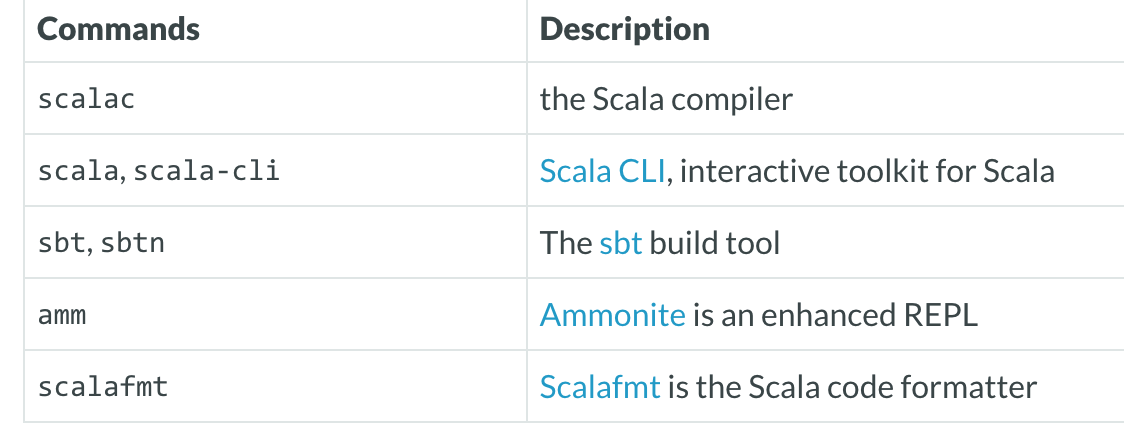 Commands Description
scalac the Scala compiler
scala, scala-cli Scala CLI, interactive toolkit for Scala
sbt, sbtn The sbt build tool
amm Ammonite is an enhanced REPL
scalafmt Scalafmt is the Scala code formatter